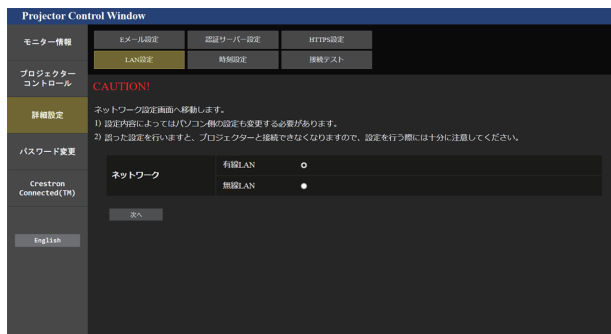 Projector Control Window
モニター情報
プロジェクター
コントロール
詳細設定
パスワード変更
Crestron
Connected(TM)
English
Eメール設定 認証サーバー設定 HTTPS設定
LAN設定 時刻設定 接続テスト
CAUTION!
ネットワーク設定画面へ移動します。
1) 設定内容によってはパソコン側の設定も変更する必要があります。
2) 誤った設定を行いますと、プロジェクターと接続できなくなりますので、設定を行う際には十分に注意してください。
ネットワーク
有線LAN
無線LAN
次へ